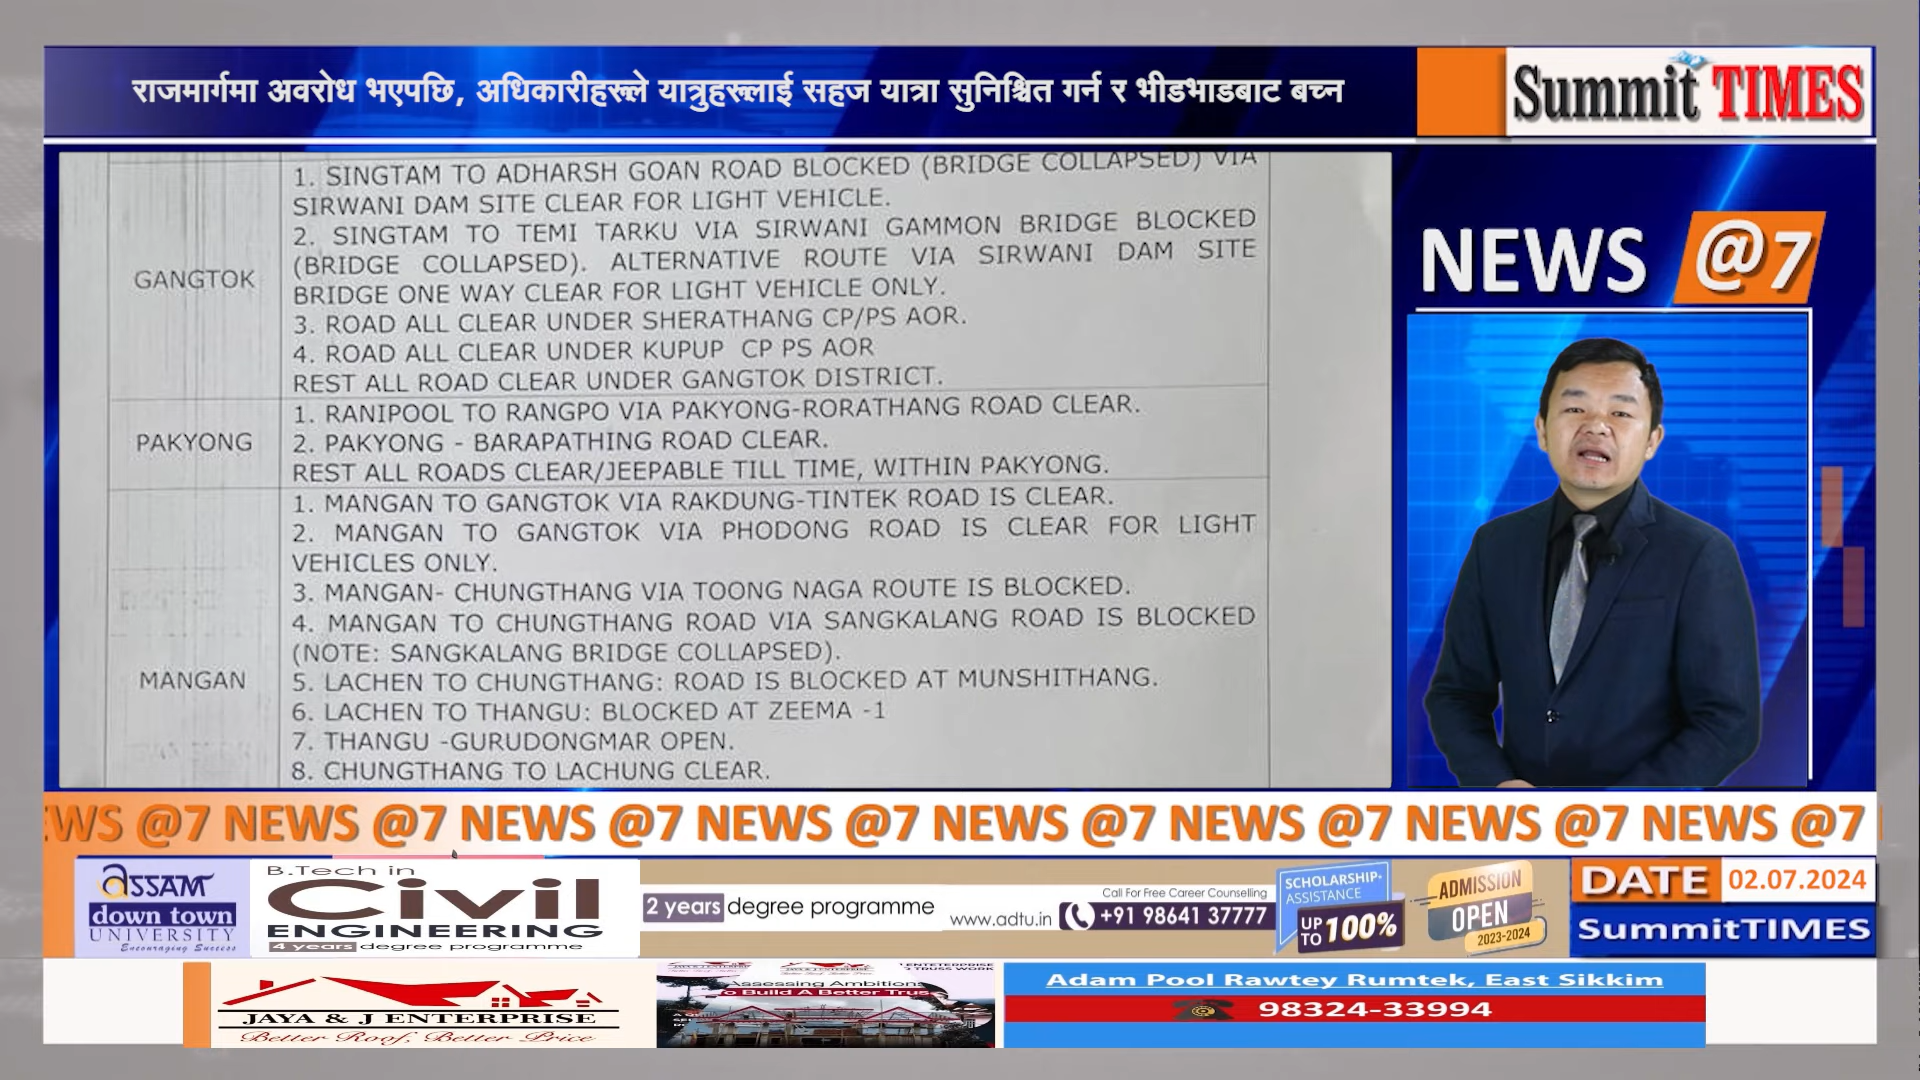 राजमार्गमा अवरोध भएपछि, अधिकारीहरूले यात्रुहरूलाई सहज यात्रा सुनिश्चित गर्न र भीडभाडबाट बच्न
Summit TIMES
1. SINGTAM TO ADHARSH GOAN ROAD BLOCKED (BRIDGE COLLAPSED) VIA
SIRWANI DAM SITE CLEAR FOR LIGHT VEHICLE.
2. SINGTAM TO TEMI TARKU VIA SIRWANI GAMMON BRIDGE BLOCKED
(BRIDGE COLLAPSED). ALTERNATIVE ROUTE VIA SIRWANI DAM SITE
GANGTOK
BRIDGE ONE WAY CLEAR FOR LIGHT VEHICLE ONLY.
3. ROAD ALL CLEAR UNDER SHERATHANG CP/PS AOR.
4. ROAD ALL CLEAR UNDER KUPUP CP PS AOR
REST ALL ROAD CLEAR UNDER GANGTOK DISTRICT.
1. RANIPOOL TO RANGPO VIA PAKYONG-RORATHANG ROAD CLEAR.
PAKYONG
2. PAKYONG - BARAPATHING ROAD CLEAR.
REST ALL ROADS CLEAR/JEEPABLE TILL TIME, WITHIN PAKYONG.
1. MANGAN TO GANGTOK VIA RAKDUNG-TINTEK ROAD IS CLEAR.
2. MANGAN TO GANGTOK VIA PHODONG ROAD IS CLEAR FOR LIGHT
VEHICLES ONLY.
3. MANGAN- CHUNGTHANG VIA TOONG NAGA ROUTE IS BLOCKED.
4. MANGAN TO CHUNGTHANG ROAD VIA SANGKALANG ROAD IS BLOCKED
(NOTE: SANGKALANG BRIDGE COLLAPSED).
MANGAN
5. LACHEN TO CHUNGTHANG: ROAD IS BLOCKED AT MUNSHITHANG.
6. LACHEN TO THANGU: BLOCKED AT ZEEMA -1
7. THANGU -GURUDONGMAR OPEN.
8. CHUNGTHANG TO LACHUNG CLEAR.
NEWS @7
EWS @7 NEWS @7 NEWS @7 NEWS @7 NEWS @7 NEWS @7 NEWS @7 NEWS @7
ASSAM
down town
UNIVERSITY
Encouraging Success
B.Tech in
Civil
ENGINEERING
4 years degree programme
2 years degree programme
www.adtu.in
Call For Free Career Counselling
+91 98641 37777
SCHOLARSHIP
ASSISTANCE
UP TO 100%
ADMISSION
OPEN
2023-2024
DATE 02.07.2024
SummitTIMES
JAYA & J ENTERPRISE
Better Roof, Better Price
Assessing Ambitions
To Build A Better Trus
Adam Pool Rawtey Rumtek, East Sikkim
98324-33994